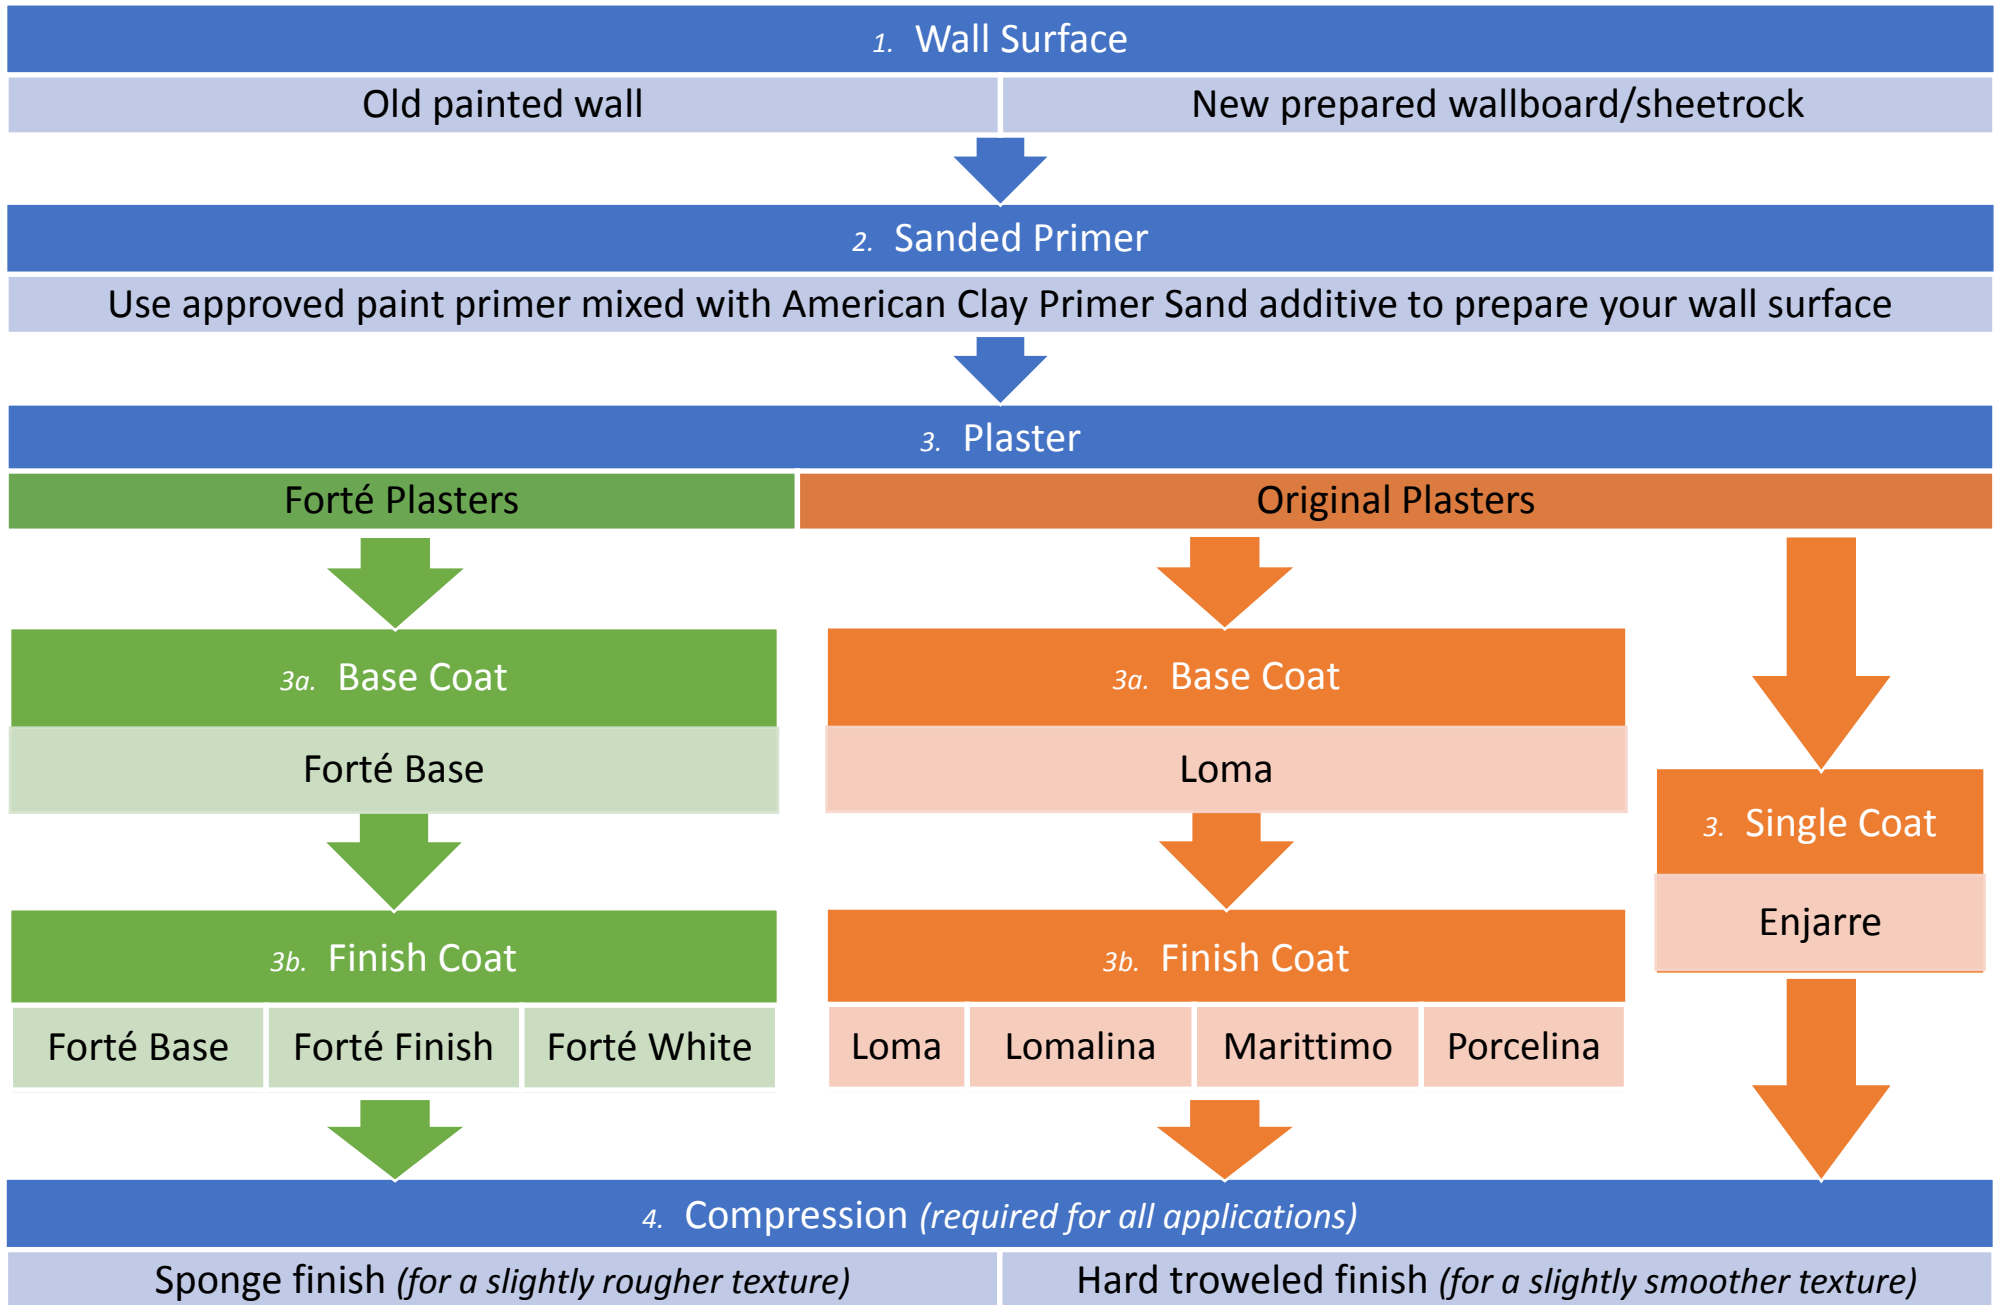 1. Wall Surface
Old painted wall
New prepared wallboard/sheetrock
2. Sanded Primer
Use approved paint primer mixed with American Clay Primer Sand additive to prepare your wall surface
3. Plaster
Forté Plasters
Original Plasters
3a. Base Coat
Forté Base
3a. Base Coat
Loma
3. Single Coat
Enjarre
3b. Finish Coat
Forté Base
Forté Finish
Forté White
3b. Finish Coat
Loma
Lomalina
Marittimo
Porcelina
4. Compression (required for all applications)
Sponge finish (for a slightly rougher texture)
Hard troweled finish (for a slightly smoother texture)